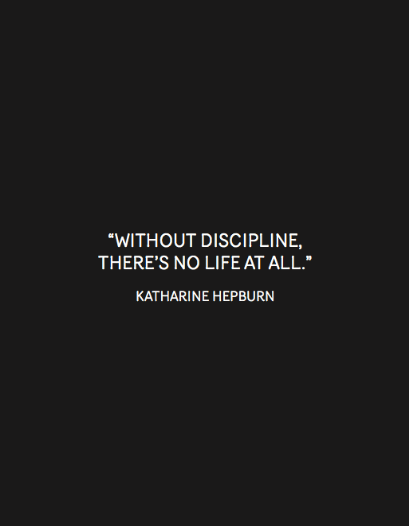 “WITHOUT DISCIPLINE,
THERE’S NO LIFE AT ALL.”
KATHARINE HEPBURN